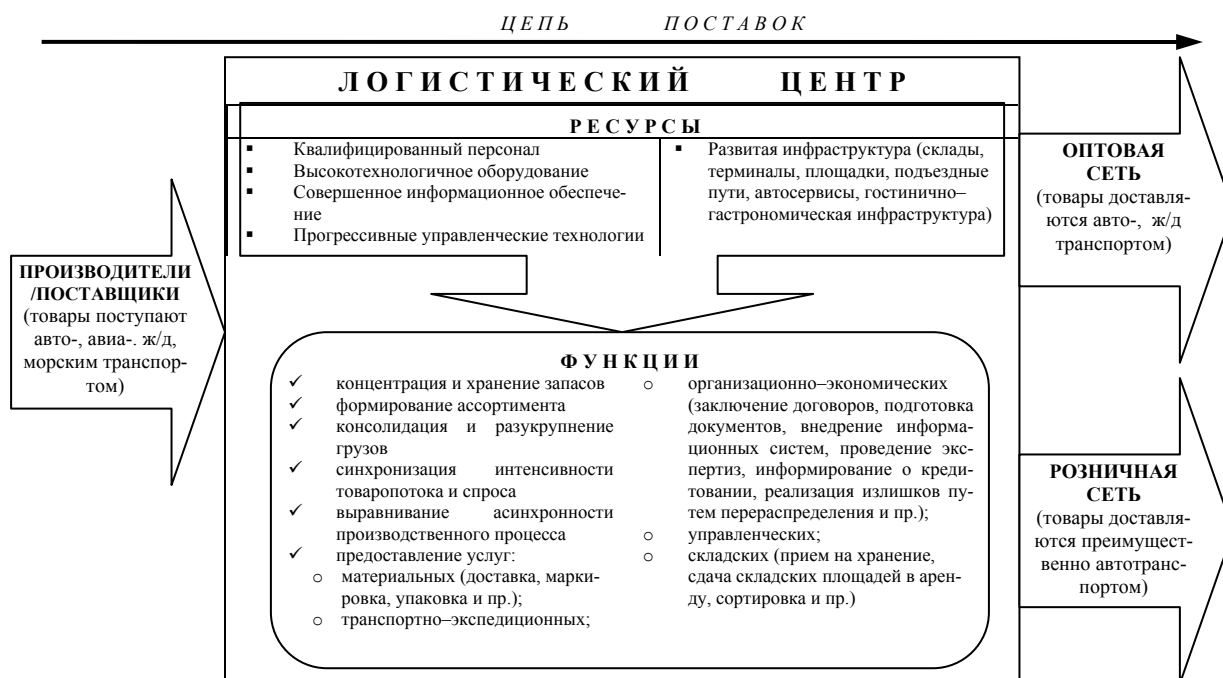 ЦЕПЬ ПОСТАВОК
ЛОГИСТИЧЕСКИЙ ЦЕНТР
РЕСУРСЫ
▪ Квалифицированный персонал
▪ Высокотехнологичное оборудование
▪ Совершенное информационное обеспече-
ние
▪ Прогрессивные управленческие технологии
▪ Развитая инфраструктура (склады,
терминалы, площадки, подъездные
пути, автосервисы, гостинично–
гастрономическая инфраструктура)
ПРОИЗВОДИТЕЛИ
/ПОСТАВЩИКИ
(товары поступают
авто-, авиа-. ж/д,
морским транспор-
том)
ФУНКЦИИ
✓ концентрация и хранение запасов
✓ формирование ассортимента
✓ консолидация и разукрупнение
грузов
✓ синхронизация интенсивности
товаропотока и спроса
✓ выравнивание асинхронности
производственного процесса
✓ предоставление услуг:
o материальных (доставка, марки-
ровка, упаковка и пр.);
o транспортно–экспедиционных;
o организационно–экономических
(заключение договоров, подготовка
документов, внедрение информа-
ционных систем, проведение экс-
пертиз, информирование о креди-
товании, реализация излишков пу-
тем перераспределения и пр.);
o управленческих;
o складских (прием на хранение,
сдача складских площадей в арен-
ду, сортировка и пр.)
ОПТОВАЯ
СЕТЬ
(товары доставля-
ются авто-, ж/д
транспортом)
РОЗНИЧНАЯ
СЕТЬ
(товары доставля-
ются преимущест-
венно автотранс-
портом)